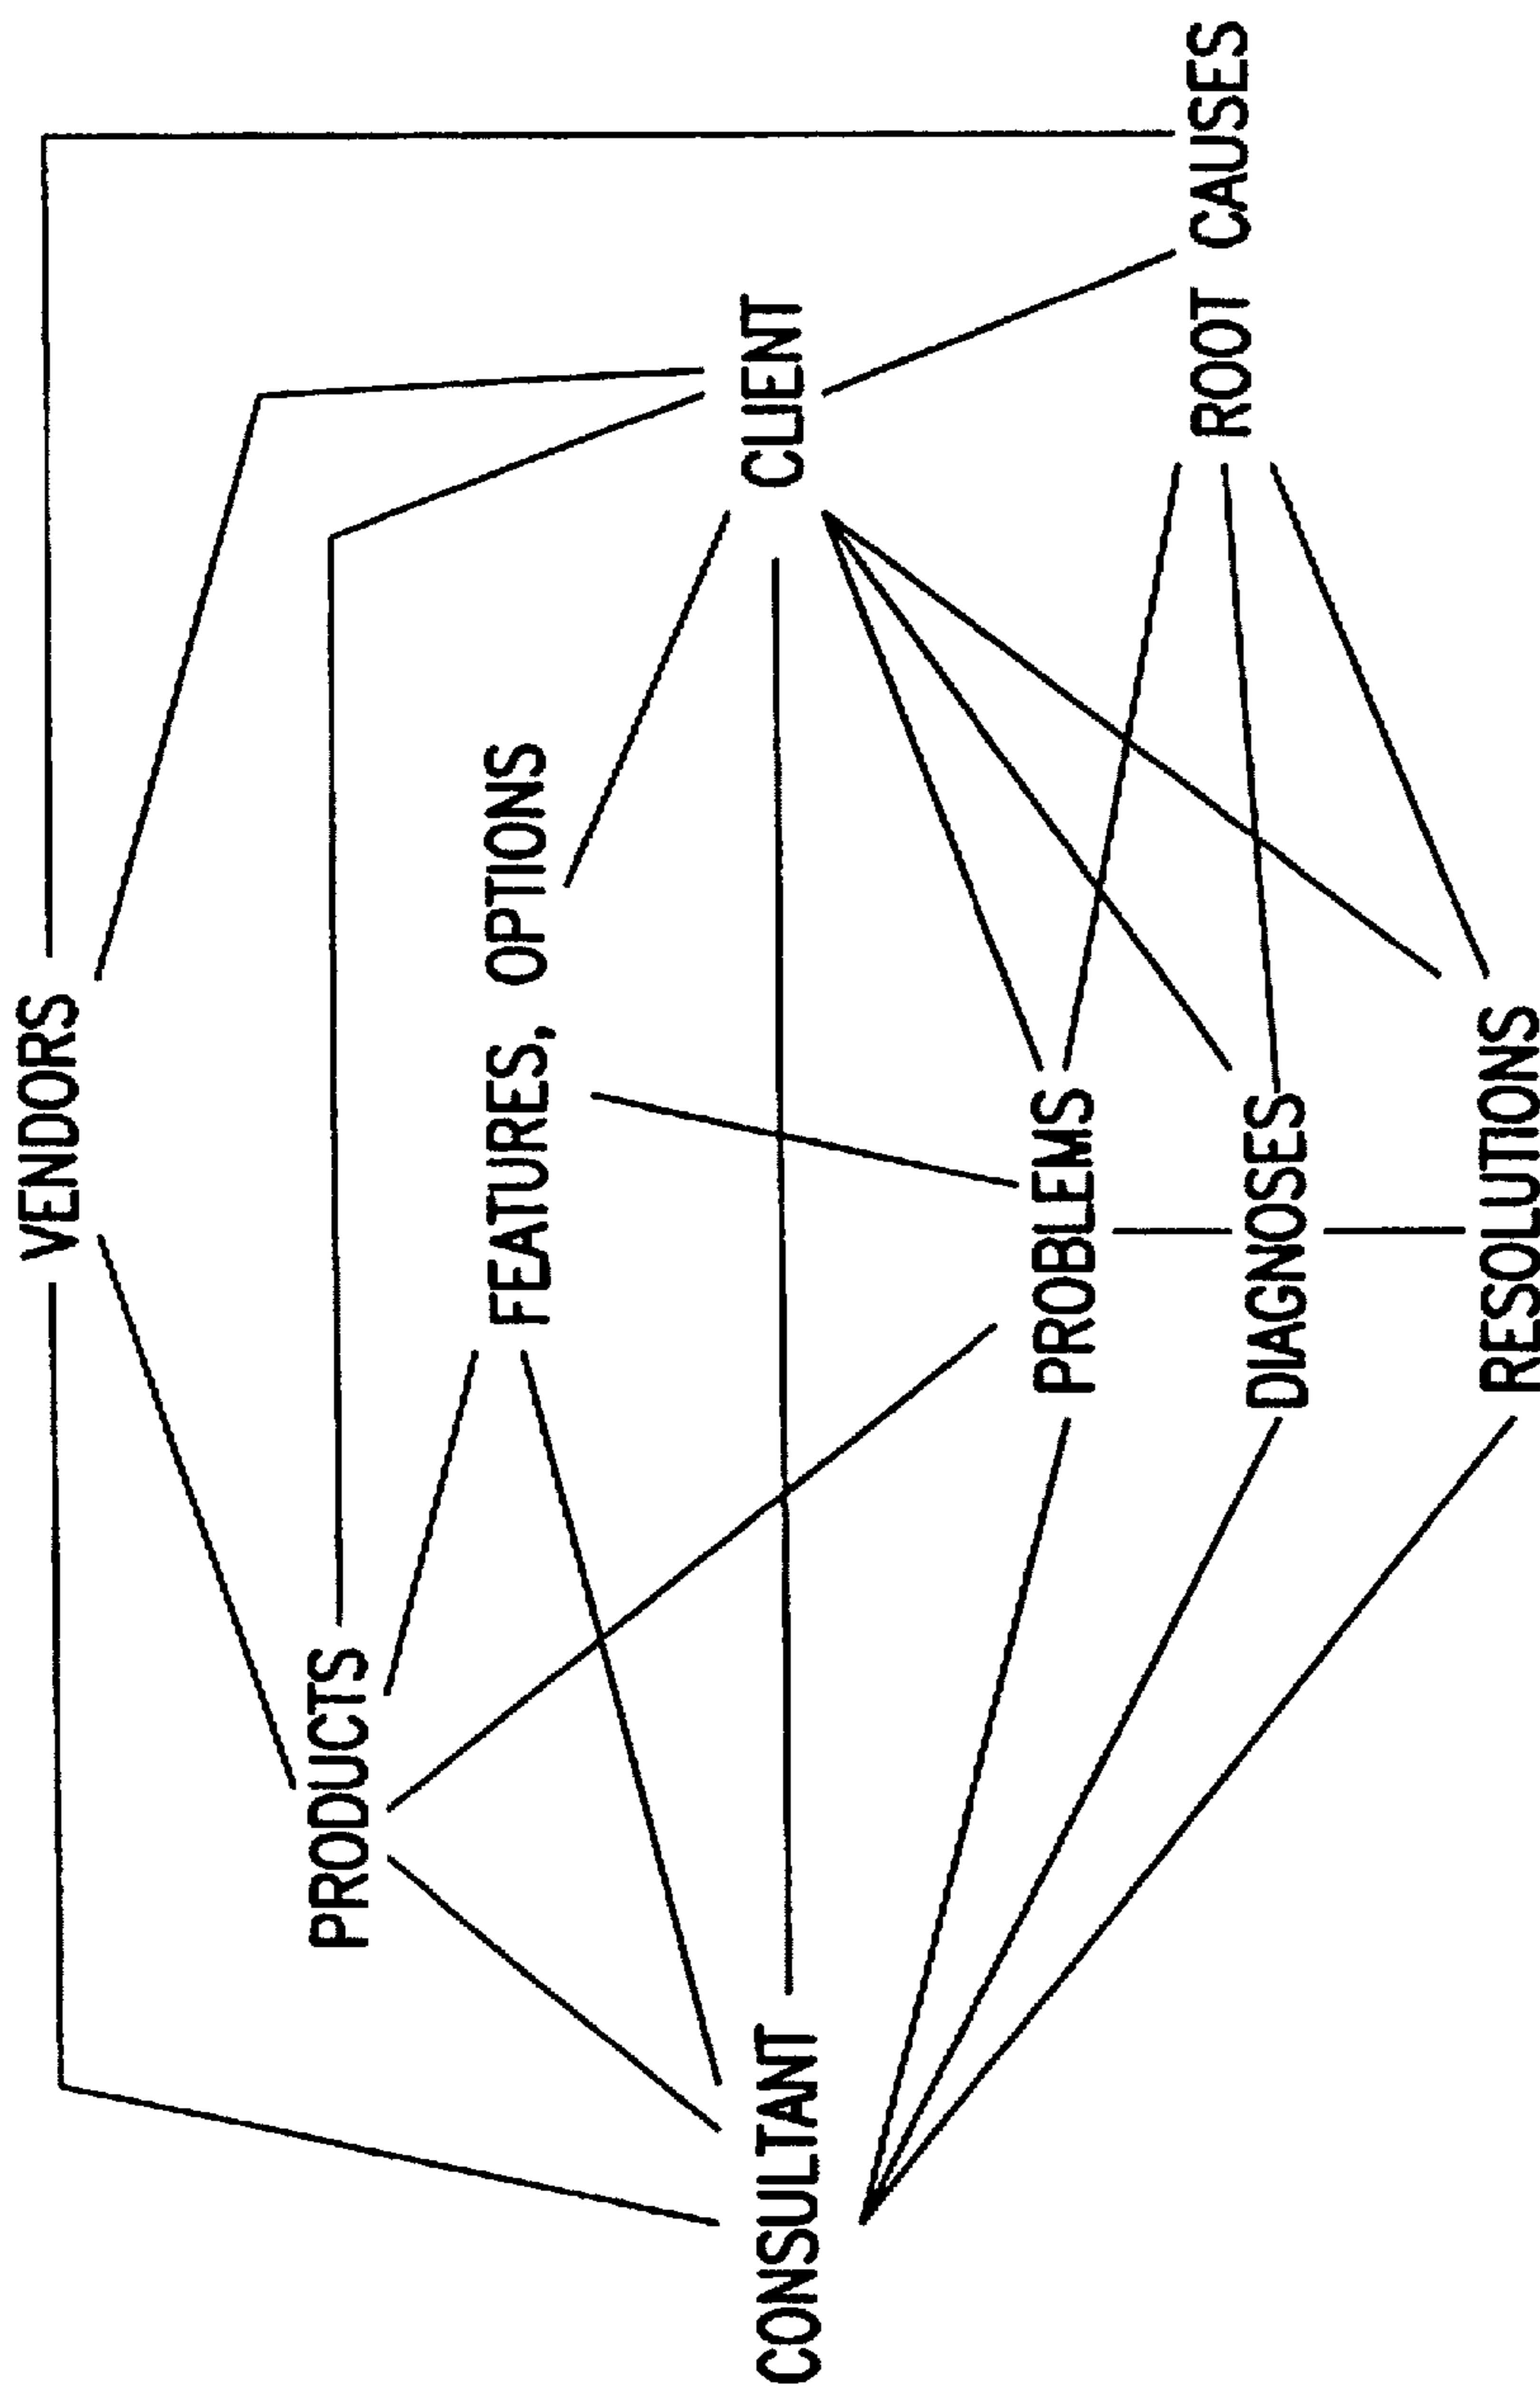 VENDORS
PRODUCTS
FEATURES, OPTIONS
CONSULTANT
CLIENT
PROBLEMS
ROOT CAUSES
DIAGNOSES
RESOLUTIONS